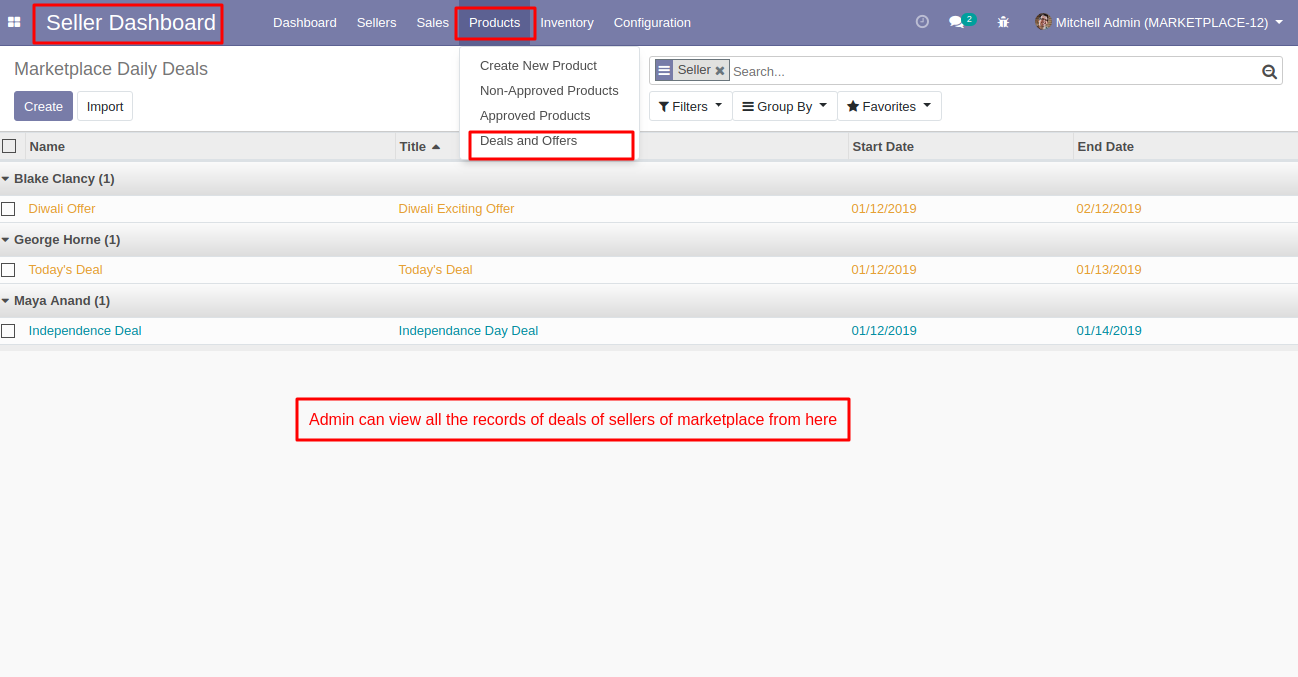 Seller Dashboard Dashboard Sellers Sales Products Inventory Configuration 2 Mitchell Admin (MARKETPLACE-12)
Marketplace Daily Deals
Create New Product
Non-Approved Products
Approved Products
Deals and Offers
Seller Search...
Create Import
Filters Group By Favorites
Name Title Start Date End Date
Blake Clancy (1)
Diwali Offer Diwali Exciting Offer 01/12/2019 02/12/2019
George Horne (1)
Today's Deal Today's Deal 01/12/2019 01/13/2019
Maya Anand (1)
Independence Deal Independance Day Deal 01/12/2019 01/14/2019
Admin can view all the records of deals of sellers of marketplace from here